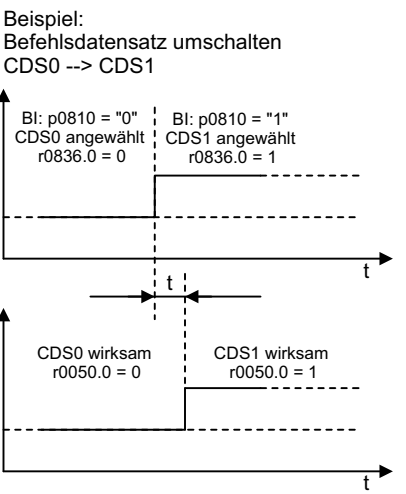 Beispiel:
Befehlsdatensatz umschalten
CDS0 --> CDS1
BI: p0810 = "0"
CDS0 angewählt
r0836.0 = 0
BI: p0810 = "1"
CDS1 angewählt
r0836.0 = 1
t
t
CDS0 wirksam
r0050.0 = 0
CDS1 wirksam
r0050.0 = 1
t